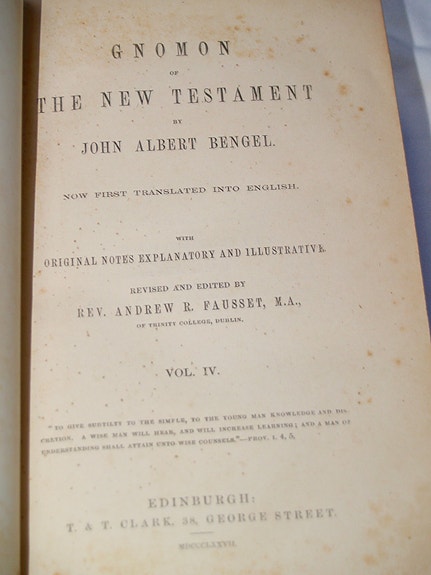 GNOMON
OF
THE NEW TESTAMENT
BY
JOHN ALBERT BENGEL.
NOW FIRST TRANSLATED INTO ENGLISH.
WITH
ORIGINAL NOTES EXPLANATORY AND ILLUSTRATIVE
REVISED AND EDITED BY
REV. ANDREW R. FAUSSET, M.A.,
OF TRINITY COLLEGE, DUBLIN.
VOL. IV.
"TO GIVE SUBTILTY TO THE SIMPLE, TO THE YOUNG MAN KNOWLEDGE AND DIS-
CRETION. A WISE MAN WILL HEAR, AND WILL INCREASE LEARNING; AND A MAN OF
UNDERSTANDING SHALL ATTAIN UNTO WISE COUNSELS."—PROV. i. 4, 5.
EDINBURGH:
T. & T. CLARK, 38, GEORGE STREET.
MDCCCLXXVII.